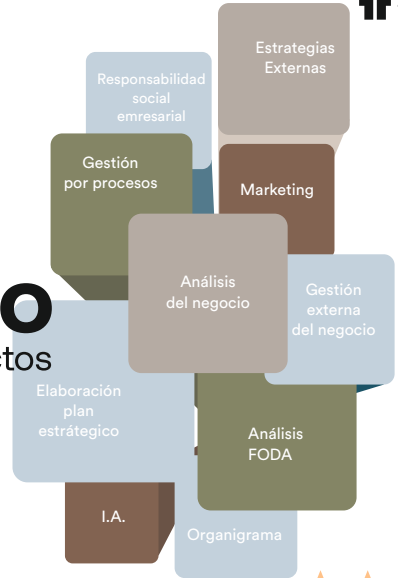 Estrategias
Externas
Responsabilidad
social
emresarial
Gestión
por procesos
Marketing
Análisis
del negocio
Gestión
externa
del negocio
o
ctos
Elaboración
plan
estrátegico
Análisis
FODA
I.A.
Organigrama